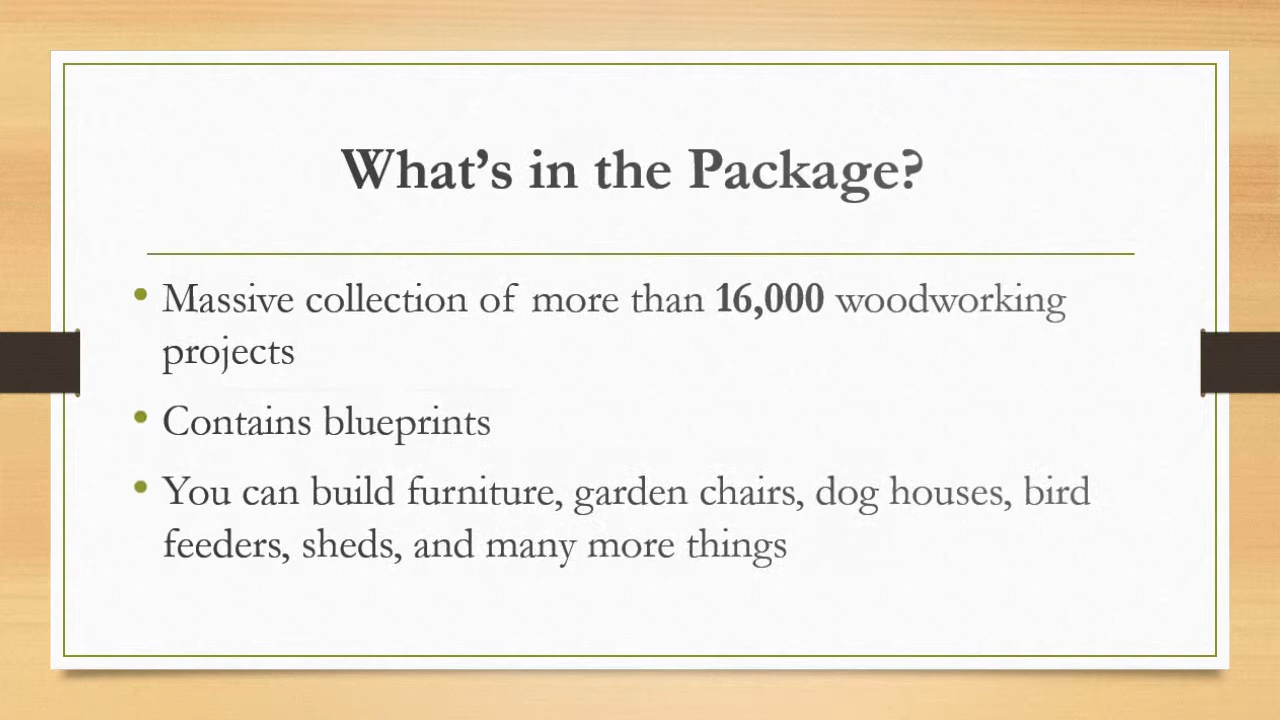 What’s in the Package?
• Massive collection of more than 16,000 woodworking
projects
• Contains blueprints
• You can build furniture, garden chairs, dog houses, bird
feeders, sheds, and many more things